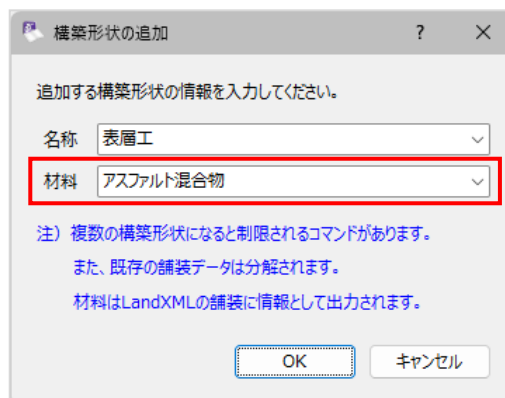 構築形状の追加 ? ×
追加する構築形状の情報を入力してください。
名称 表層工
材料 アスファルト混合物
注）複数の構築形状になると制限されるコマンドがあります。
また、既存の舗装データは分解されます。
材料はLandXMLの舗装に情報として出力されます。
OK キャンセル